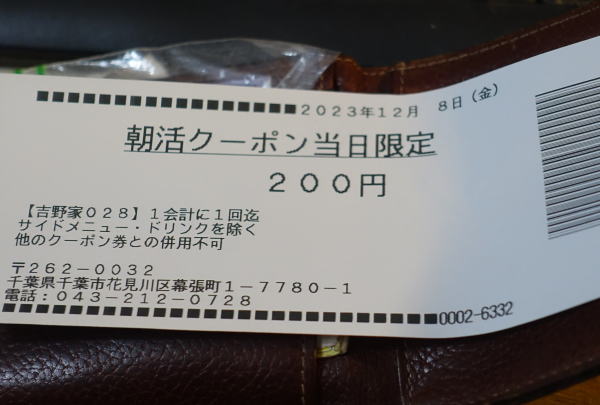 ■■■■■■■■■■■■■■■■■■■■2023年12月 8日(金)
朝活クーポン当日限定
200円
【吉野家028】1会計に1回迄
サイドメニュー・ドリンクを除く
他のクーポン券との併用不可
〒262-0032
千葉県千葉市花見川区幕張町1-7780-1
電話:043-212-0728
■■■■■■■■■■■■■■■■■■■■■■■■■■■■■■0002-6332